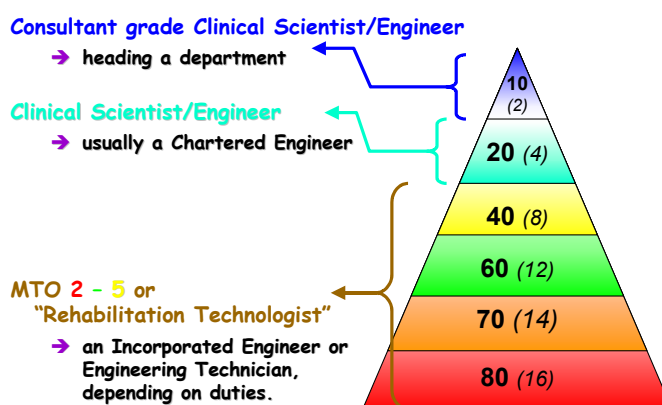 Consultant grade Clinical Scientist/Engineer
➔ heading a department
Clinical Scientist/Engineer
➔ usually a Chartered Engineer
MTO 2 – 5 or
“Rehabilitation Technologist”
➔ an Incorporated Engineer or
Engineering Technician,
depending on duties.
10
(2)
20 (4)
40 (8)
60 (12)
70 (14)
80 (16)